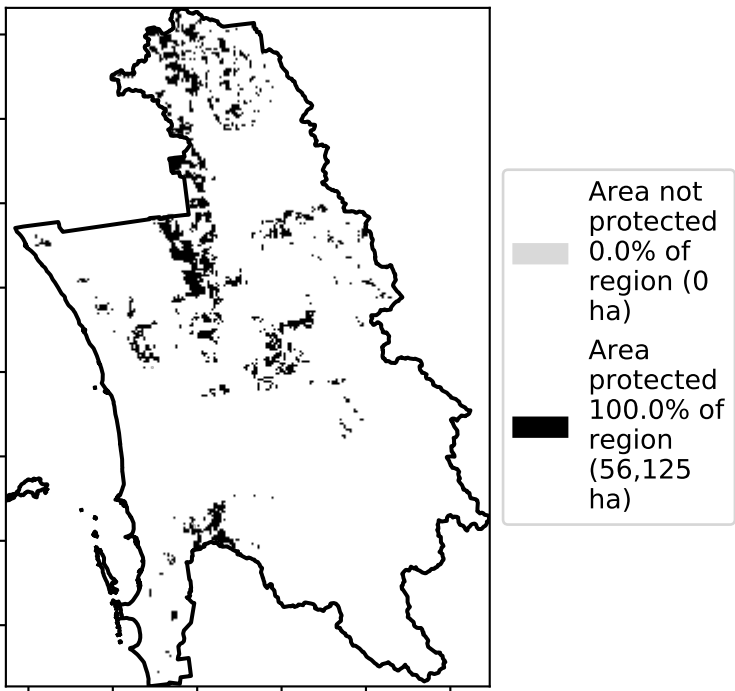 Area not
protected
0.0% of
region (0
ha)
Area
protected
100.0% of
region
(56,125
ha)